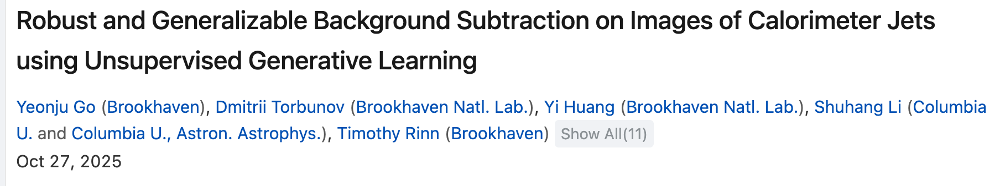 Robust and Generalizable Background Subtraction on Images of Calorimeter Jets
using Unsupervised Generative Learning
Yeonju Go (Brookhaven), Dmitrii Torbunov (Brookhaven Natl. Lab.), Yi Huang (Brookhaven Natl. Lab.), Shuhang Li (Columbia
U. and Columbia U., Astron. Astrophys.), Timothy Rinn (Brookhaven) Show All(11)
Oct 27, 2025